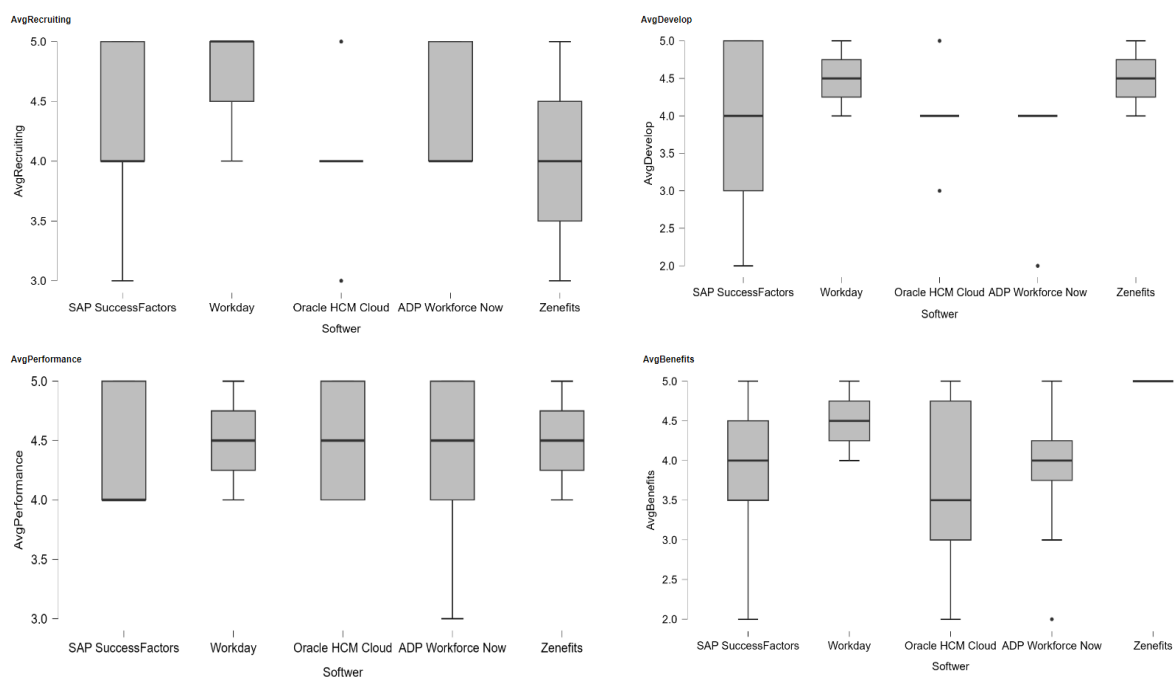 AvgRecruiting
5.0
4.5
4.0
3.5
3.0
AvgRecruiting
SAP SuccessFactors Workday Oracle HCM Cloud ADP Workforce Now Zenefits
Softwer
AvgDevelop
5.0
4.5
4.0
3.5
3.0
2.5
2.0
AvgDevelop
SAP SuccessFactors Workday Oracle HCM Cloud ADP Workforce Now Zenefits
Softwer
AvgPerformance
5.0
4.5
4.0
3.5
3.0
AvgPerformance
SAP SuccessFactors Workday Oracle HCM Cloud ADP Workforce Now Zenefits
Softwer
AvgBenefits
5.0
4.5
4.0
3.5
3.0
2.5
2.0
AvgBenefits
SAP SuccessFactors Workday Oracle HCM Cloud ADP Workforce Now Zenefits
Softwer